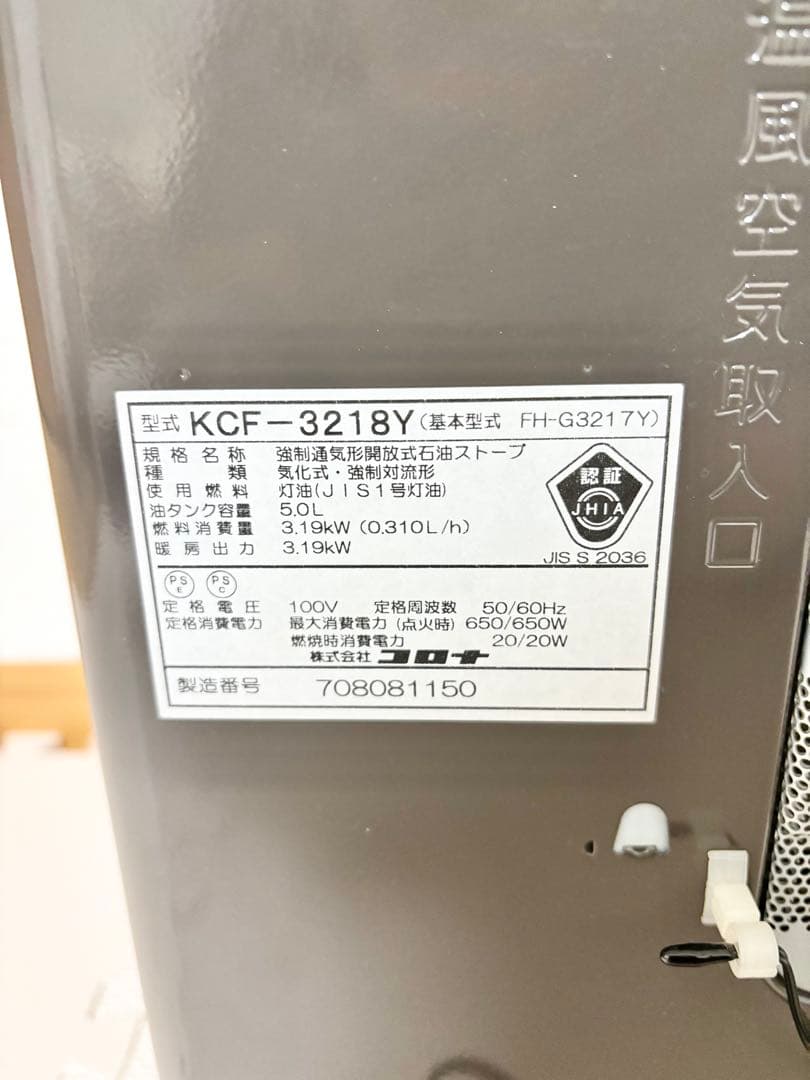 温風空気取入口
型式 KCF-3218Y (基本型式 FH-G3217Y)
規格名称 強制通気形開放式石油ストーブ
種類 気化式・強制対流形
使用燃料 灯油(JIS1号灯油)
油タンク容量 5.0L
燃料消費量 3.19kW (0.310L/h)
暖房出力 3.19kW
認証
JHIA
JIS S 2036
PS E PS C
定格電圧 100V 定格周波数 50/60Hz
定格消費電力 最大消費電力 (点火時) 650/650W
燃焼時消費電力 20/20W
株式会社 コロナ
製造番号 708081150